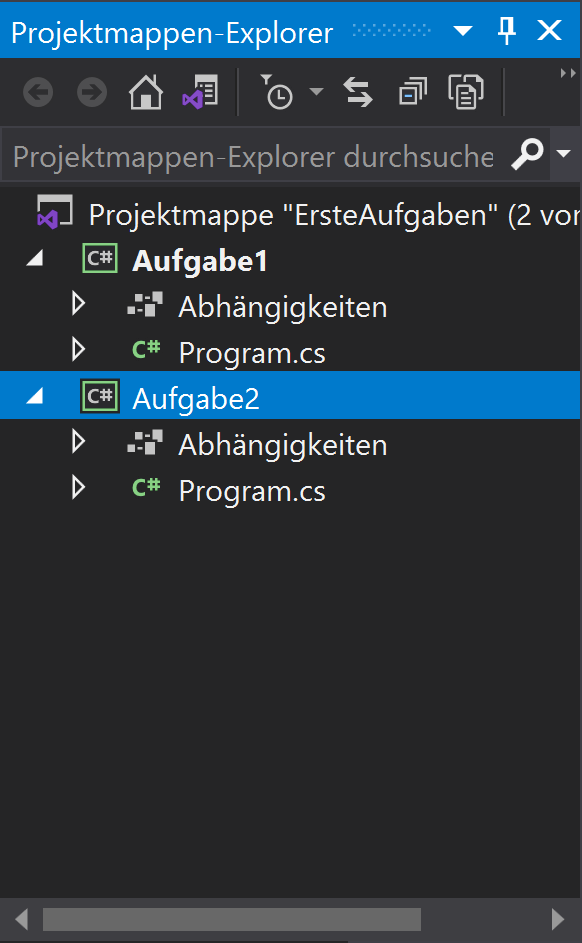 Projektmappen-Explorer
Projektmappen-Explorer durchsuche
Projektmappe "ErsteAufgaben" (2 vor
C# Aufgabe1
Abhängigkeiten
C# Program.cs
C# Aufgabe2
Abhängigkeiten
C# Program.cs